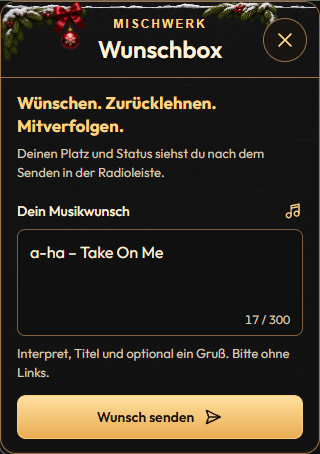 MISCHWERK
Wunschbox
Wünschen. Zurücklehnen.
Mitverfolgen.
Deinen Platz und Status siehst du nach dem
Senden in der Radioleiste.
Dein Musikwunsch
a-ha – Take On Me
17 / 300
Interpret, Titel und optional ein Gruß. Bitte ohne
Links.
Wunsch senden